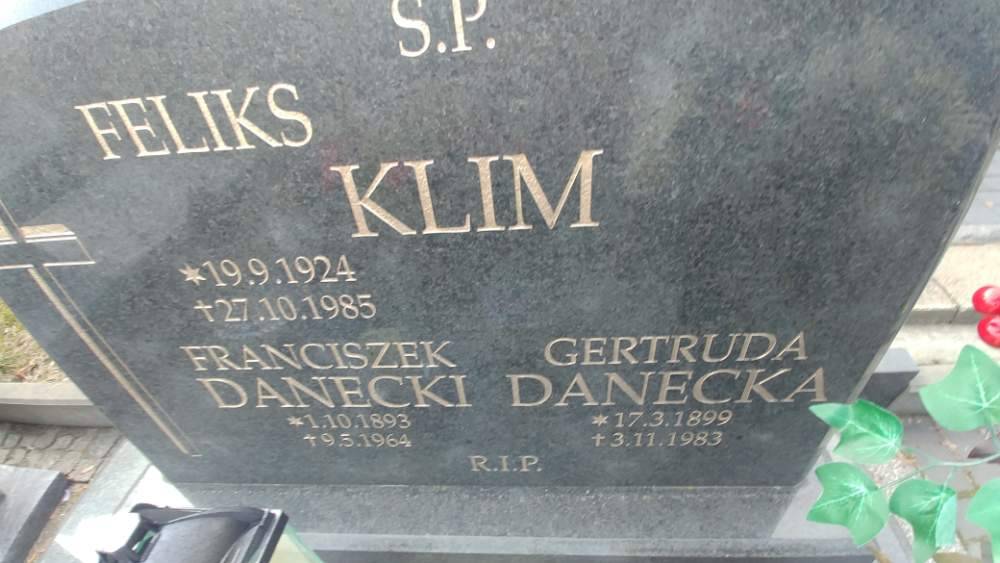 S.P.
FELIKS
KLIM
*19.9.1924
†27.10.1985
FRANCISZEK
DANECKI
*1.10.1893
†9.5.1964
GERTRUDA
DANECKA
*17.3.1899
†3.11.1983
R.I.P.